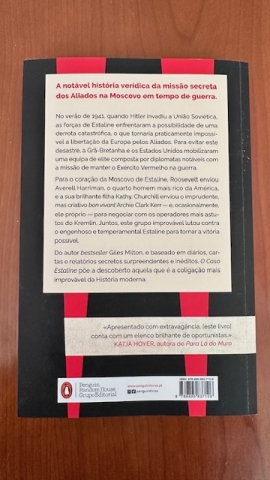 A notável história verídica da missão secreta
dos Aliados na Moscovo em tempo de guerra.
No verão de 1941, quando Hitler invadiu a União Soviética,
as forças de Estaline enfrentaram a possibilidade de uma
derrota catastrófica, o que tornaria praticamente impossí-
vel a libertação da Europa pelos Aliados. Para evitar este
desastre, a Grã-Bretanha e os Estados Unidos mobilizaram
uma equipa de elite composta por diplomatas notáveis com
a missão de manter o Exército Vermelho na guerra.
Para o coração da Moscovo de Estaline, Roosevelt enviou
Averell Harriman, o quarto homem mais rico da América,
e a sua brilhante filha Kathy. Churchill enviou o imprudente,
mas criativo bon vivant Archie Clark Kerr — e, ocasionalmente,
ele próprio — para negociar com os operadores mais astu-
tos do Kremlin. Juntos, este grupo improvável lutou contra
o engenhoso e temperamental Estaline para tornar a vitória
possível.
Do autor bestseller Giles Milton, e baseado em diários, car-
tas e relatórios secretos surpreendentes e inéditos, O Caso
Estaline põe a descoberto aquela que é a coligação mais
improvável da História moderna.
«Apresentado com extravagância, [este livro]
conta com um elenco brilhante de oportunistas.»
KATJA HOYER, autora de Para Lá do Muro
Penguin
Random House
Grupo Editorial